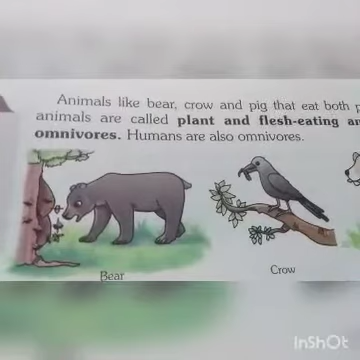 Animals like bear, crow and pig that eat both
animals are called plant and flesh-eating
omnivores. Humans are also omnivores.
Bear
Crow
InShOt